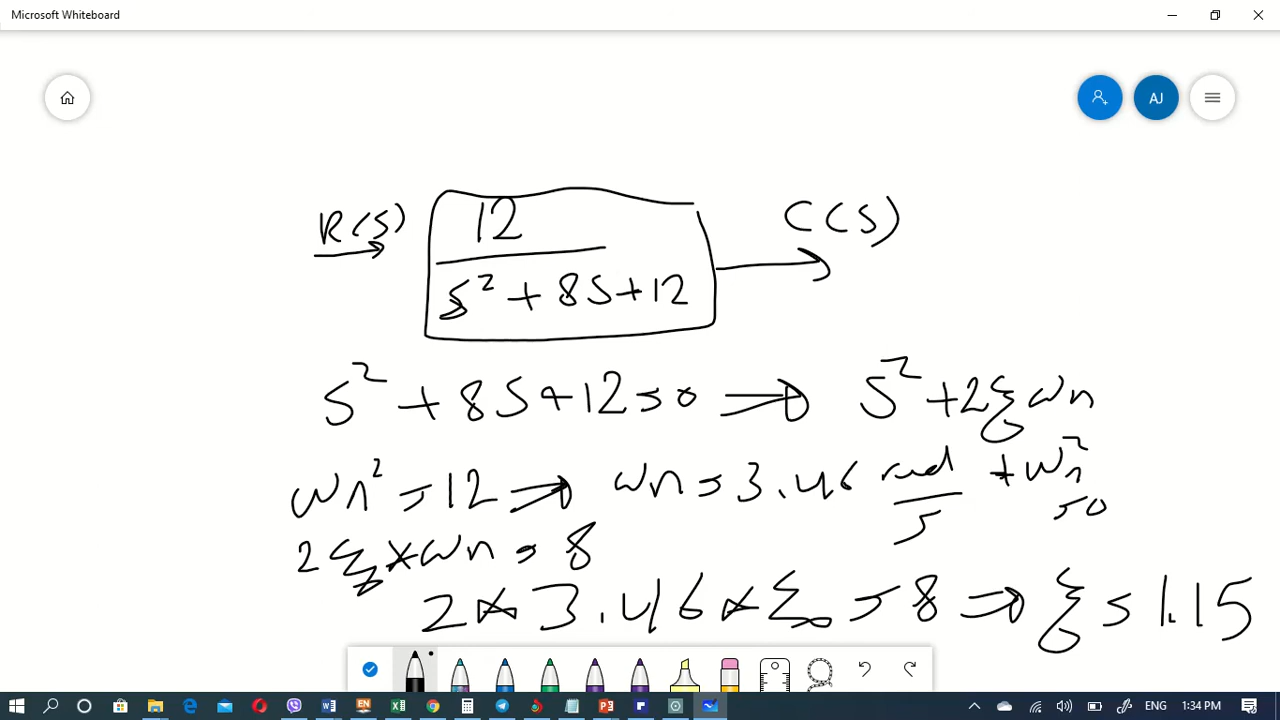 Microsoft Whiteboard
AJ
R(S)
12
S² + 8S + 12
C(S)
S² + 8S + 12 = 0 ⇒ S² + 2ξωn
+ ωn² = 0
ωn² = 12 ⇒ ωn = 3.46 rad/s
2ξ*ωn = 8
2 * 3.46 * ξ = 8 ⇒ ξ = 1.15
ENG
1:34 PM